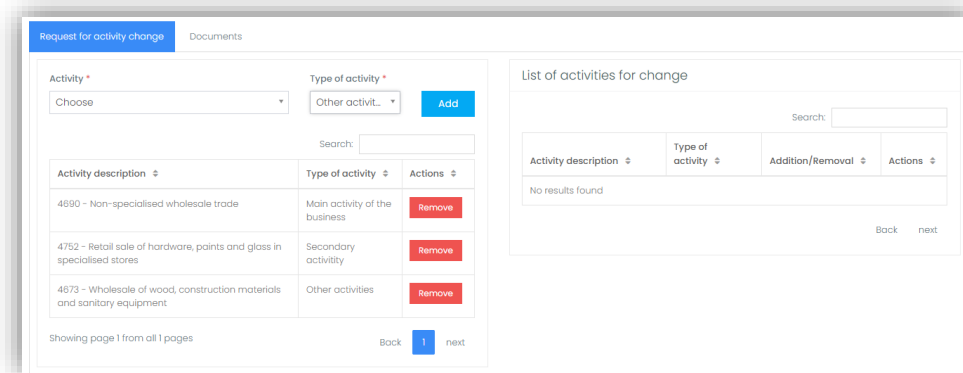 Request for activity change
Documents
Activity *
Type of activity *
Choose
Other activit...
Add
Search:
Activity description
Type of activity
Actions
4690 - Non-specialised wholesale trade
Main activity of the
business
Remove
4752 - Retail sale of hardware, paints and glass in
specialised stores
Secondary
activitity
Remove
4673 - Wholesale of wood, construction materials
and sanitary equipment
Other activities
Remove
Showing page 1 from all 1 pages
Back
1
next
List of activities for change
Search:
Activity description
Type of
activity
Addition/Removal
Actions
No results found
Back
next